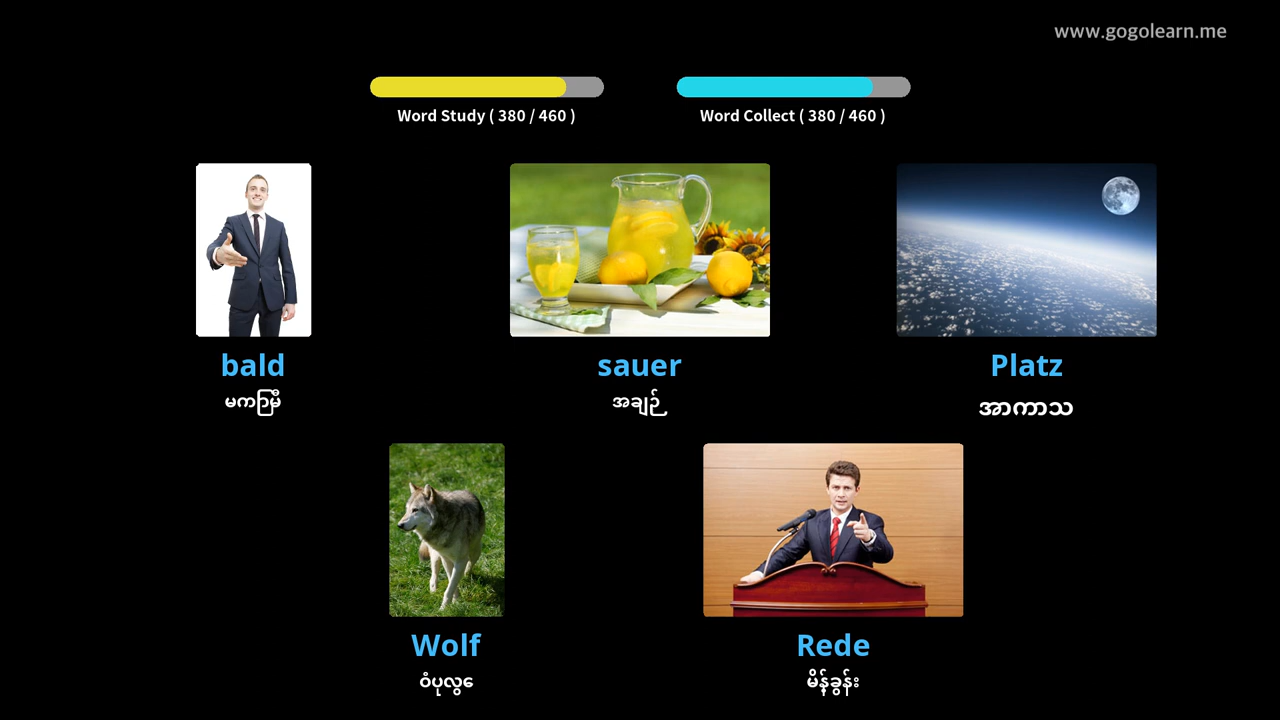 www.gogolearn.me
Word Study ( 380 / 460 )
Word Collect ( 380 / 460 )
bald
မကြာမီ
sauer
အချဉ်
Platz
အာကာသ
Wolf
ဝံပုလွေ
Rede
မိန့်ခွန်း